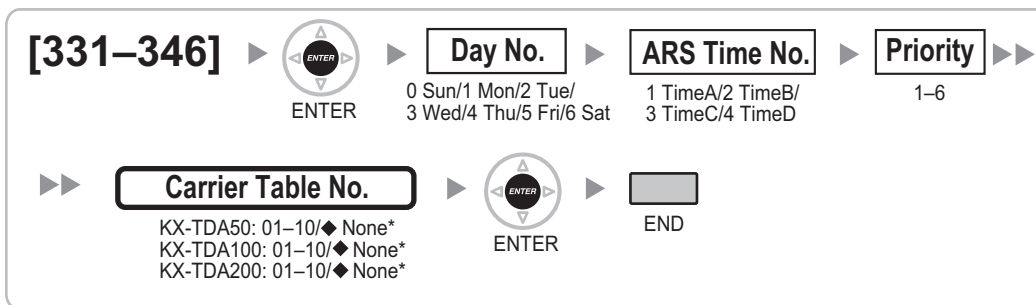 [331–346]
ENTER
ENTER
Day No.
0 Sun/1 Mon/2 Tue/
3 Wed/4 Thu/5 Fri/6 Sat
ARS Time No.
1 TimeA/2 TimeB/
3 TimeC/4 TimeD
Priority
1–6
Carrier Table No.
KX-TDA50: 01–10/◆ None*
KX-TDA100: 01–10/◆ None*
KX-TDA200: 01–10/◆ None*
ENTER
ENTER
END